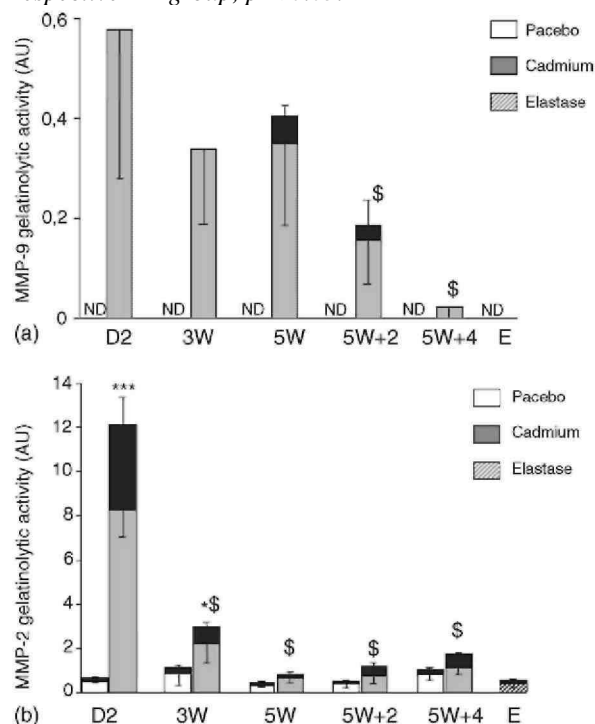 Pacebo
Cadmium
Elastase
MMP-9 gelatinolytic activity (AU)
0,6
0,4
0,2
0
$
$
ND
ND
ND
ND
ND
ND
(a)
D2
3W
5W
5W+2
5W+4
E
Pacebo
Cadmium
Elastase
MMP-2 gelatinolytic activity (AU)
14
12
10
8
6
4
2
0
***
*$
$
$
$
(b)
D2
3W
5W
5W+2
5W+4
E